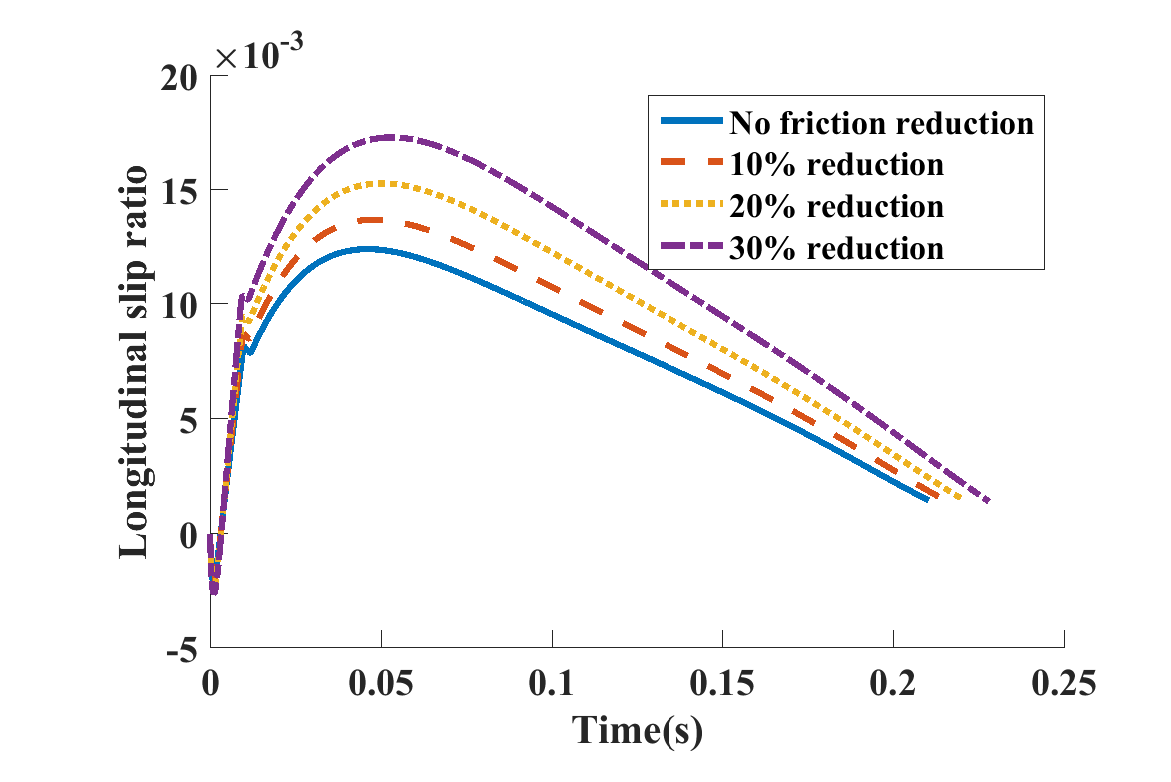 ×10-3
20
15
10
5
0
-5
0 0.05 0.1 0.15 0.2 0.25
Longitudinal slip ratio
Time(s)
No friction reduction
10% reduction
20% reduction
30% reduction